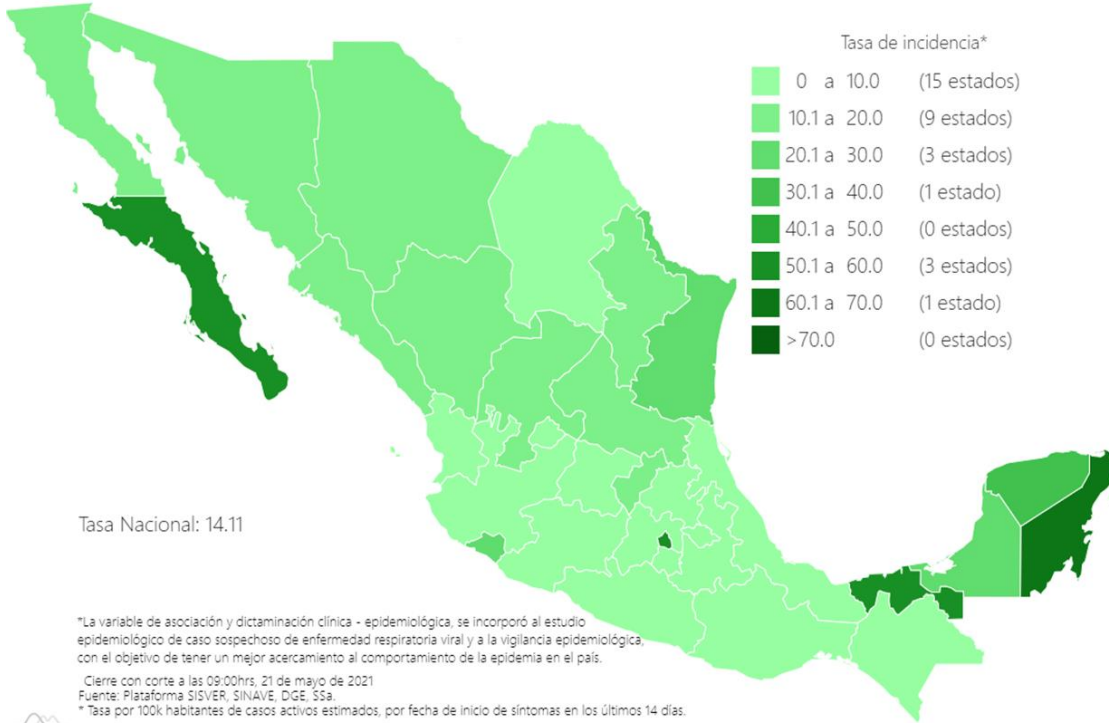 Tasa de incidencia*
0 a 10.0 (15 estados)
10.1 a 20.0 (9 estados)
20.1 a 30.0 (3 estados)
30.1 a 40.0 (1 estado)
40.1 a 50.0 (0 estados)
50.1 a 60.0 (3 estados)
60.1 a 70.0 (1 estado)
>70.0 (0 estados)
Tasa Nacional: 14.11
*La variable de asociación y dictaminación clínica - epidemiológica, se incorporó al estudio
epidemiológico de caso sospechoso de enfermedad respiratoria viral y a la vigilancia epidemiológica,
con el objetivo de tener un mejor acercamiento al comportamiento de la epidemia en el país.
Cierre con corte a las 09:00hrs, 21 de mayo de 2021
Fuente: Plataforma SISVER, SINAVE, DGE, SSa.
* Tasa por 100k habitantes de casos activos estimados, por fecha de inicio de síntomas en los últimos 14 días.